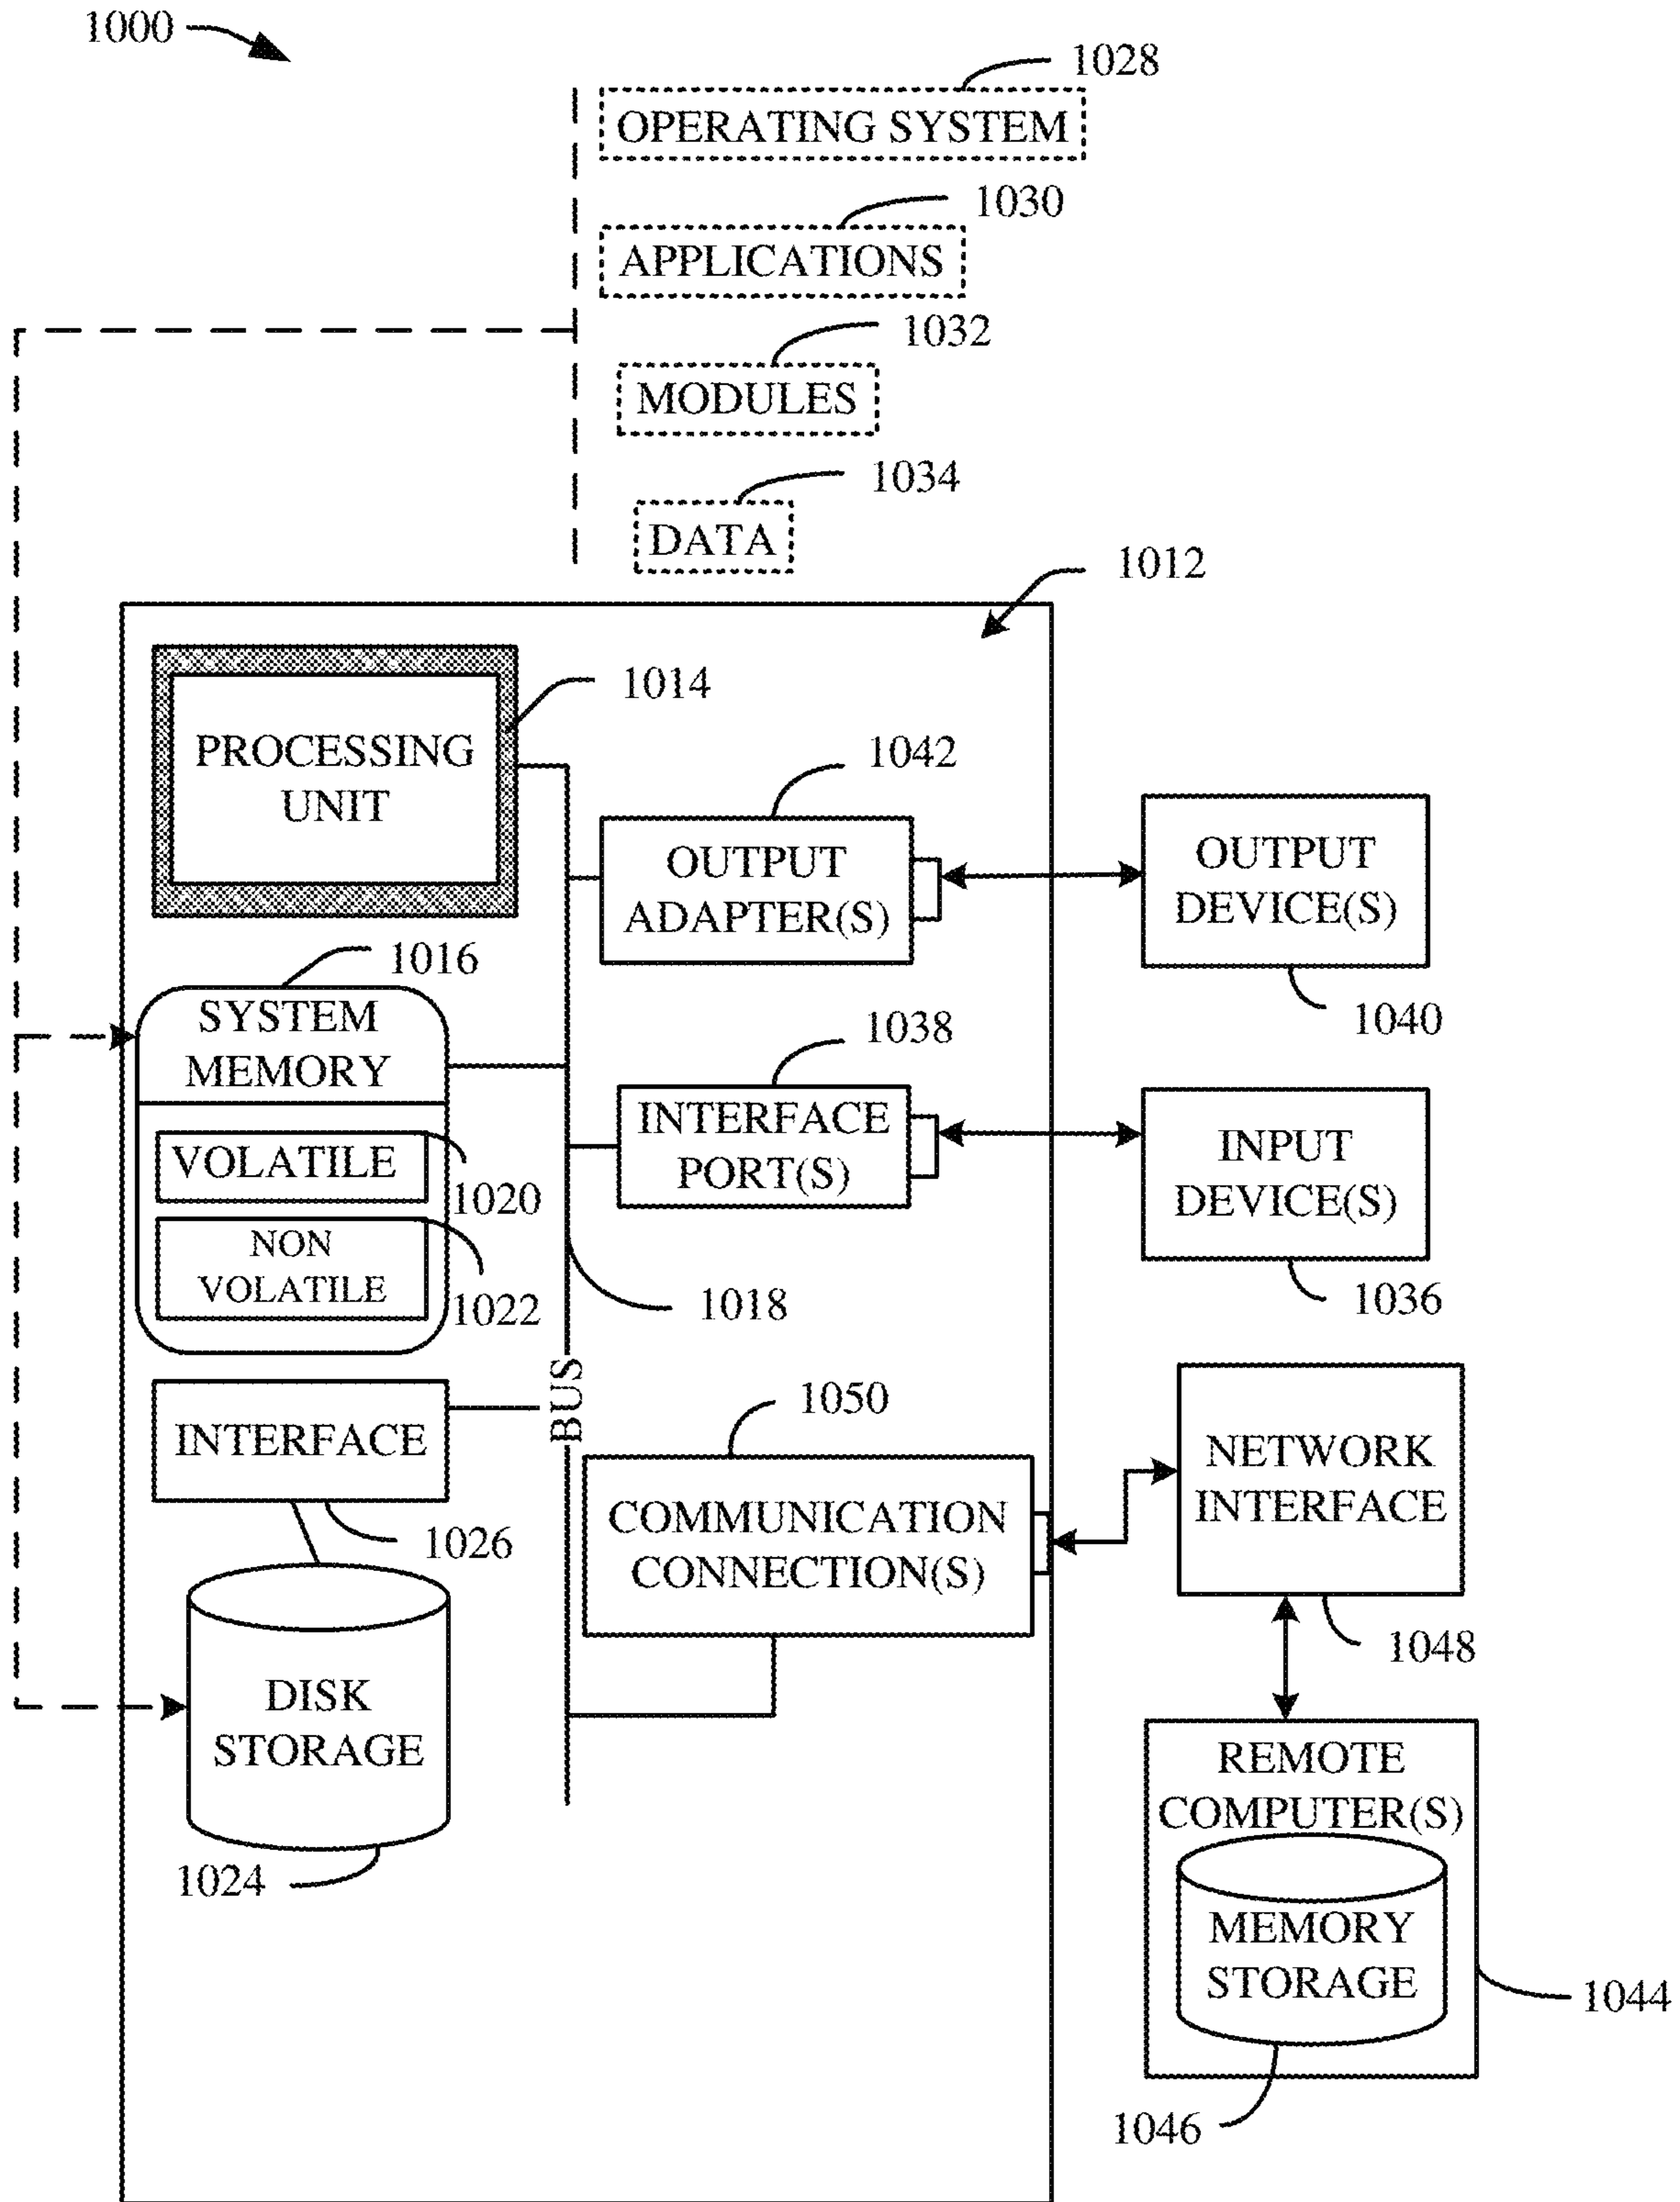 1000
1028
OPERATING SYSTEM
1030
APPLICATIONS
1032
MODULES
1034
DATA
1012
PROCESSING
UNIT
1014
1042
OUTPUT
ADAPTER(S)
OUTPUT
DEVICE(S)
1040
1016
SYSTEM
MEMORY
VOLATILE
1020
NON
VOLATILE
1022
1038
INTERFACE
PORT(S)
INPUT
DEVICE(S)
1036
1018
BUS
INTERFACE
1026
1050
COMMUNICATION
CONNECTION(S)
NETWORK
INTERFACE
1048
DISK
STORAGE
1024
REMOTE
COMPUTER(S)
MEMORY
STORAGE
1044
1046